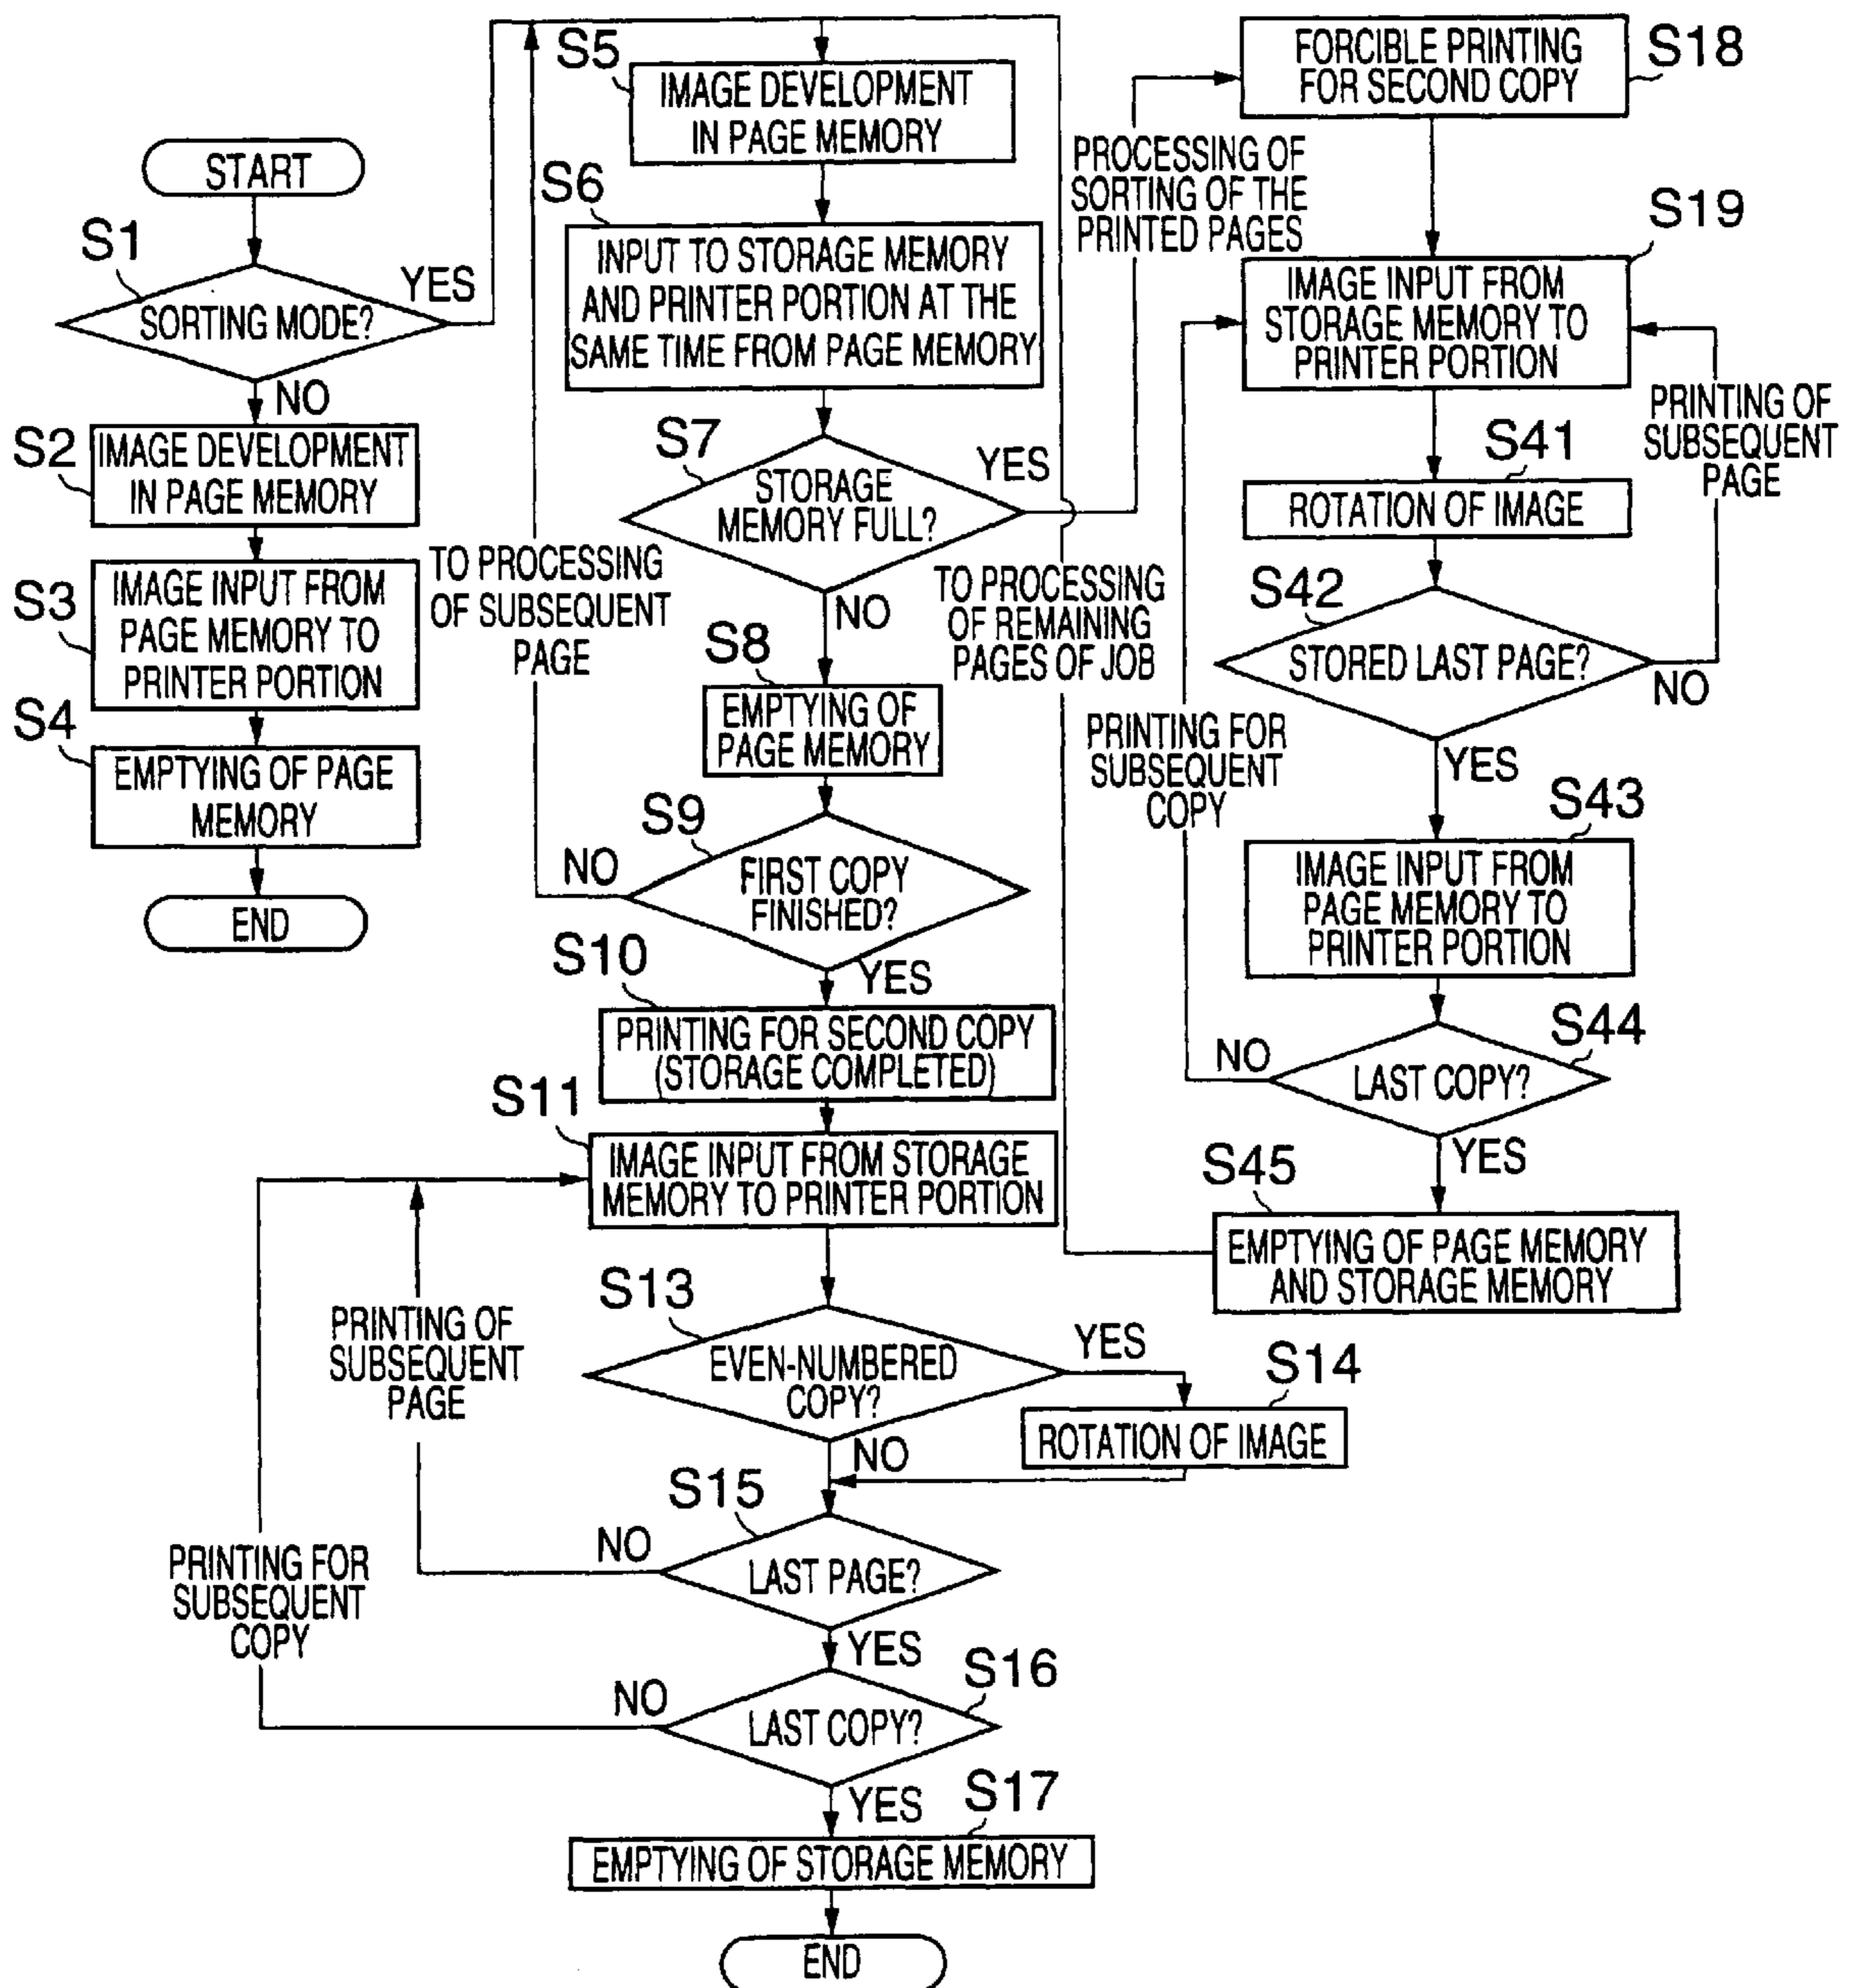 START
S1
SORTING MODE?
YES
NO
S2
IMAGE DEVELOPMENT
IN PAGE MEMORY
S3
IMAGE INPUT FROM
PAGE MEMORY TO
PRINTER PORTION
S4
EMPTYING OF PAGE
MEMORY
END
S5
IMAGE DEVELOPMENT
IN PAGE MEMORY
S6
INPUT TO STORAGE MEMORY
AND PRINTER PORTION AT THE
SAME TIME FROM PAGE MEMORY
S7
STORAGE
MEMORY FULL?
YES
NO
TO PROCESSING
OF SUBSEQUENT
PAGE
TO PROCESSING
OF REMAINING
PAGES OF JOB
S8
EMPTYING OF
PAGE MEMORY
S9
FIRST COPY
FINISHED?
NO
YES
S10
PRINTING FOR SECOND COPY
(STORAGE COMPLETED)
S11
IMAGE INPUT FROM STORAGE
MEMORY TO PRINTER PORTION
S13
EVEN-NUMBERED
COPY?
YES
NO
S14
ROTATION OF IMAGE
PRINTING OF
SUBSEQUENT
PAGE
S15
LAST PAGE?
NO
YES
PRINTING FOR
SUBSEQUENT
COPY
S16
LAST COPY?
NO
YES
S17
EMPTYING OF STORAGE MEMORY
END
PROCESSING OF
SORTING OF THE
PRINTED PAGES
S18
FORCIBLE PRINTING
FOR SECOND COPY
S19
IMAGE INPUT FROM
STORAGE MEMORY TO
PRINTER PORTION
PRINTING OF
SUBSEQUENT
PAGE
S41
ROTATION OF IMAGE
S42
STORED LAST PAGE?
NO
YES
PRINTING FOR
SUBSEQUENT
COPY
S43
IMAGE INPUT FROM
PAGE MEMORY TO
PRINTER PORTION
S44
LAST COPY?
NO
YES
S45
EMPTYING OF PAGE MEMORY
AND STORAGE MEMORY